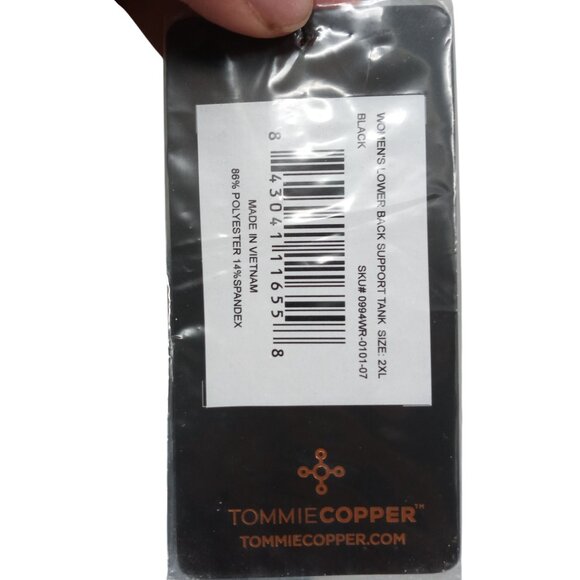 WOMEN'S LOWER BACK SUPPORT TANK SIZE: 2XL
BLACK
SKU# 0994WR-0101-07
8 43041 11655 8
MADE IN VIETNAM
86% POLYESTER 14%SPANDEX
TOMMIECOPPER™
TOMMIECOPPER.COM